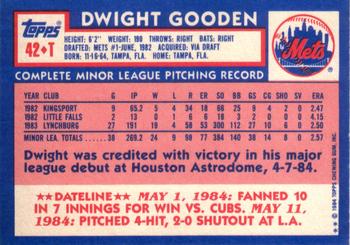 DWIGHT GOODEN
topps
42★T
HEIGHT: 6'2" WEIGHT: 190 THROWS: RIGHT BATS: RIGHT
DRAFTED: METS #1-JUNE, 1982 ACQUIRED: VIA DRAFT
BORN: 11-16-64, TAMPA, FLA. HOME: TAMPA, FLA.
Mets
COMPLETE MINOR LEAGUE PITCHING RECORD
YEAR CLUB G IP W L R ER SO BB GS CG SHO SV ERA
1982 KINGSPORT 9 65.2 5 4 34 18 66 25 9 4 2 0 2.47
1982 LITTLE FALLS 2 13.0 0 1 6 6 18 3 2 0 0 0 4.15
1983 LYNCHBURG 27 191.0 19 4 58 53 300 112 27 10 6 0 2.50
MINOR LEA. TOTALS 38 269.2 24 9 98 77 384 140 38 14 8 0 2.57
Dwight was credited with victory in his major
league debut at Houston Astrodome, 4-7-84.
★★DATELINE★ MAY 1, 1984: FANNED 10
IN 7 INNINGS FOR WIN VS. CUBS. MAY 11,
1984: PITCHED 4-HIT, 2-0 SHUTOUT AT L.A.
★★ © 1984 TOPPS CHEWING GUM, INC.